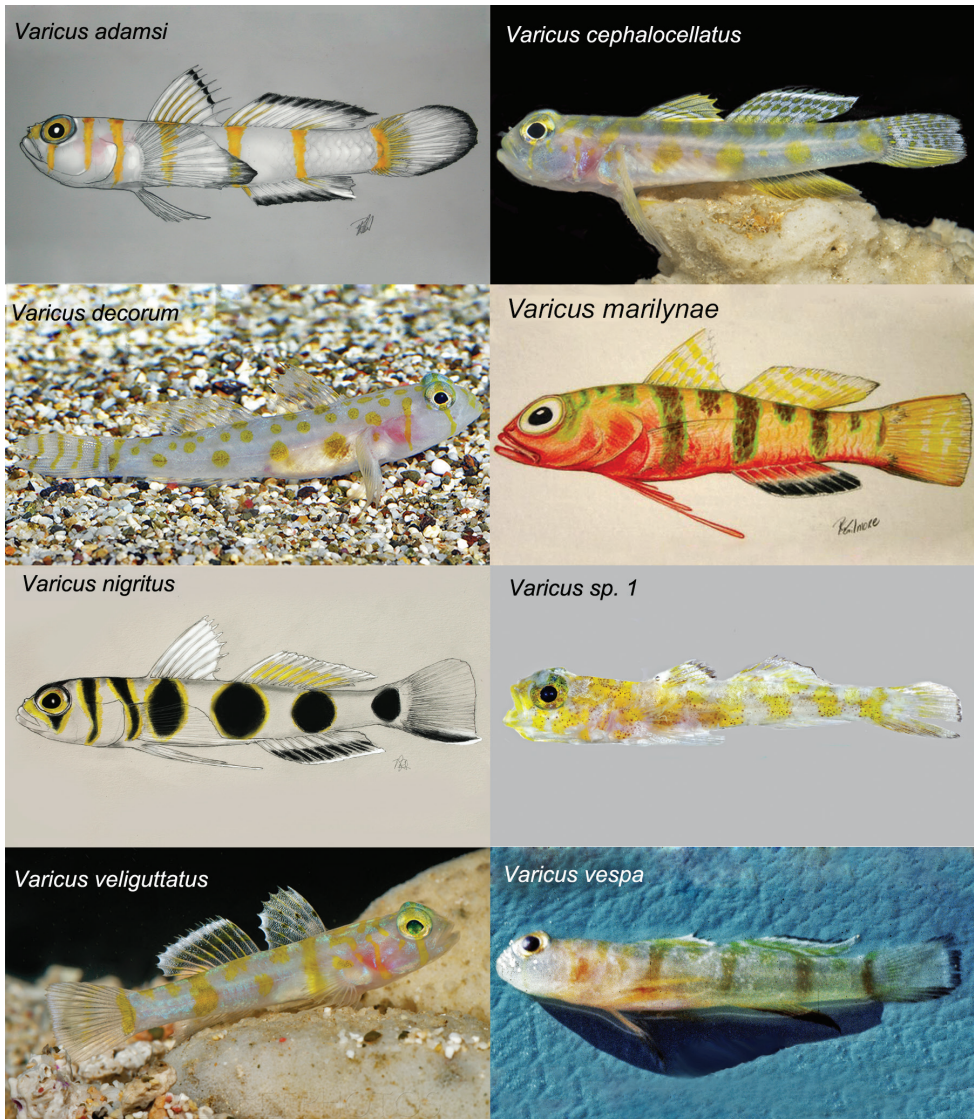 Varicus adamsi
Varicus cephalocellatus
Varicus decorum
Varicus marilynae
Varicus nigritus
Varicus sp. 1
Varicus veliguttatus
Varicus vespa